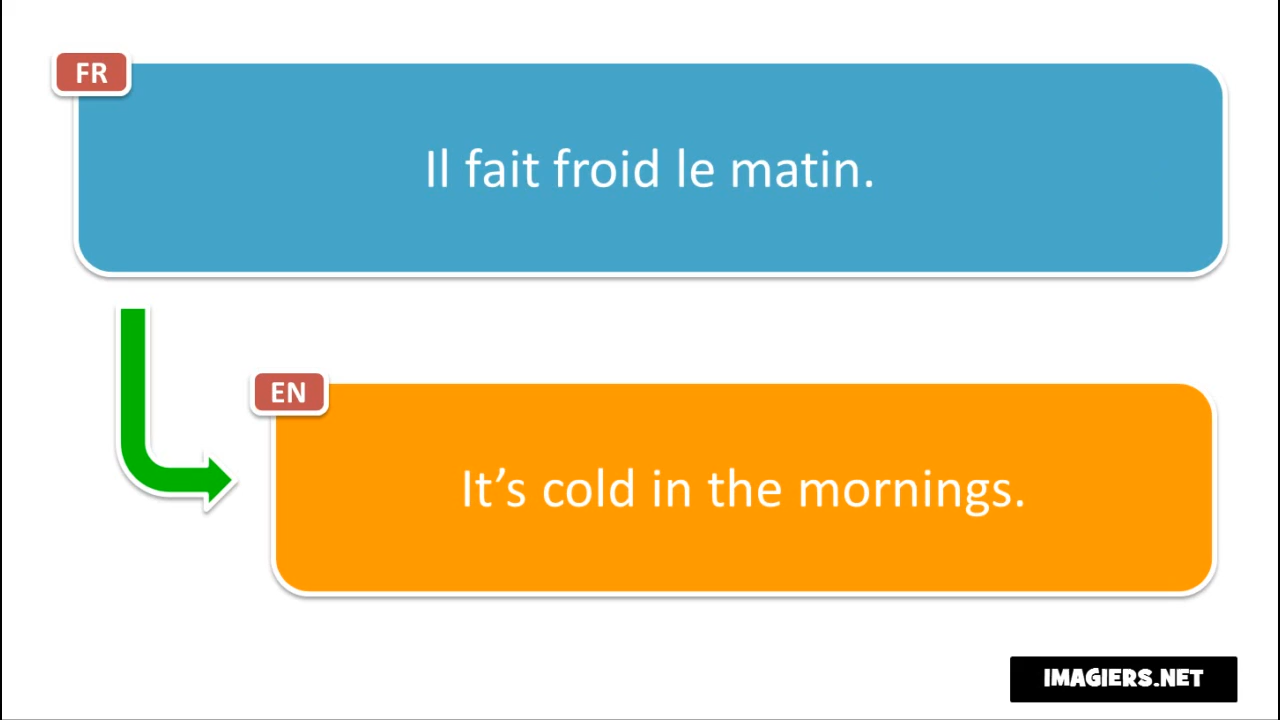 FR
Il fait froid le matin.
EN
It’s cold in the mornings.
IMAGIERS.NET